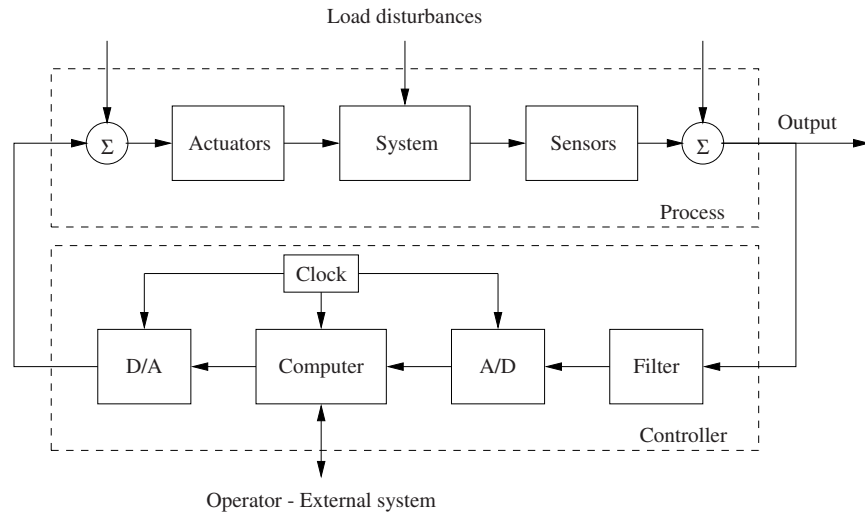 Load disturbances
Output
Σ
Actuators
System
Sensors
Σ
Process
Clock
D/A
Computer
A/D
Filter
Controller
Operator - External system